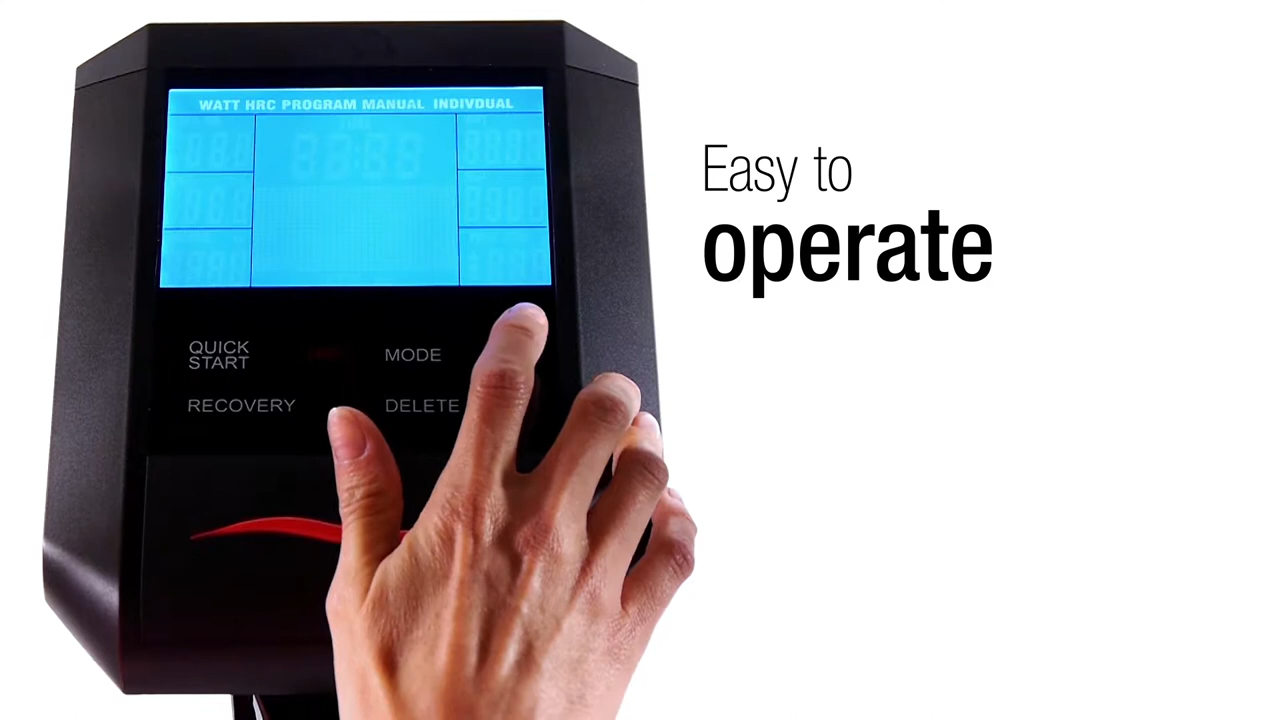 WATT HRC PROGRAM MANUAL INDIVDUAL
QUICK
START
MODE
RECOVERY
DELETE
Easy to
operate